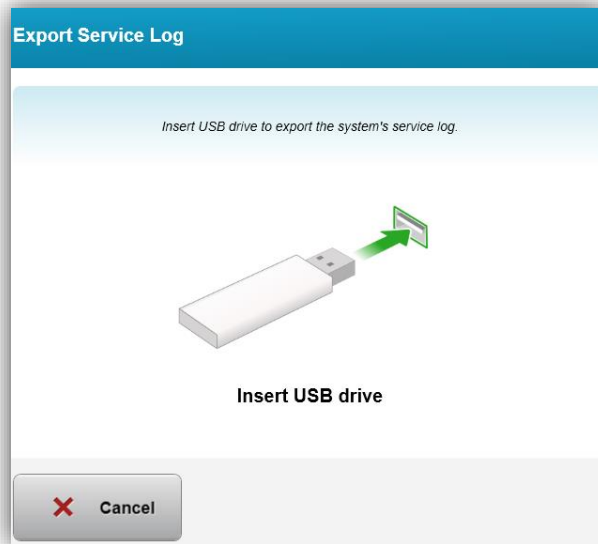 Export Service Log
Insert USB drive to export the system's service log.
Insert USB drive
Cancel